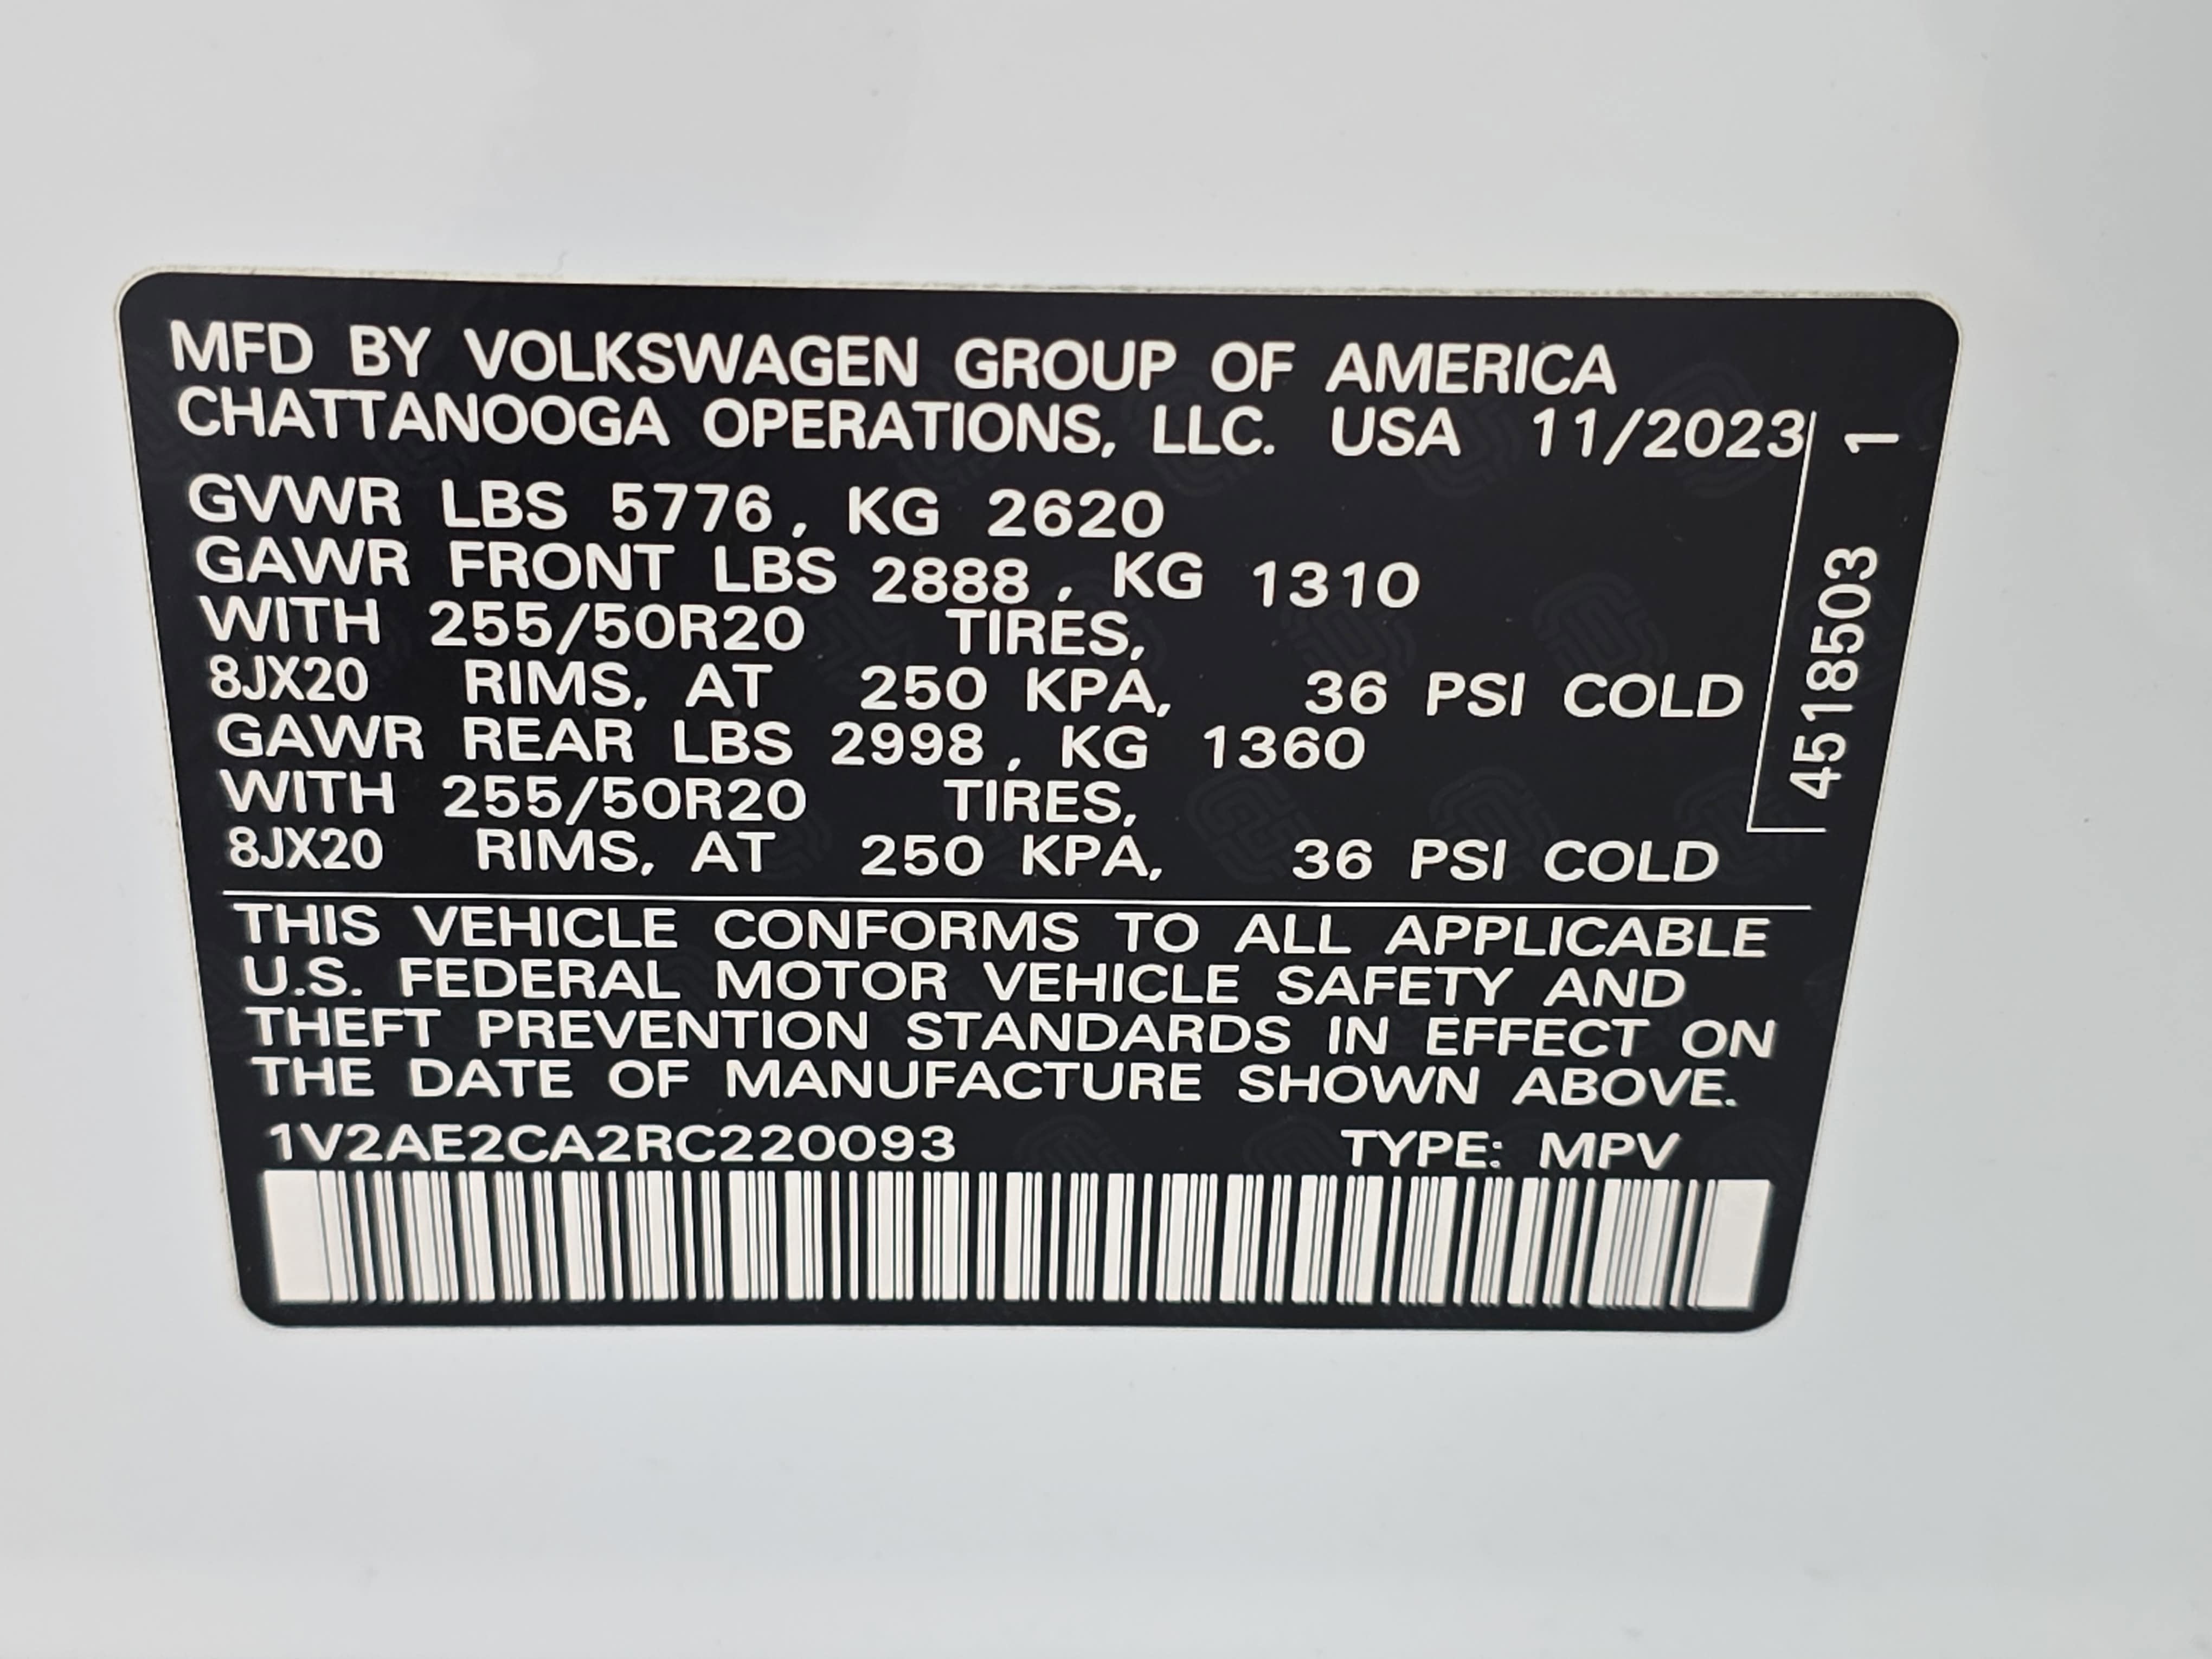 MFD BY VOLKSWAGEN GROUP OF AMERICA
CHATTANOOGA OPERATIONS, LLC. USA 11/2023
GVWR LBS 5776, KG 2620
GAWR FRONT LBS 2888, KG 1310
WITH 255/50R20 TIRES,
8JX20 RIMS, AT 250 KPA, 36 PSI COLD
GAWR REAR LBS 2998, KG 1360
WITH 255/50R20 TIRES,
8JX20 RIMS, AT 250 KPA, 36 PSI COLD
4518503 1
THIS VEHICLE CONFORMS TO ALL APPLICABLE
U.S. FEDERAL MOTOR VEHICLE SAFETY AND
THEFT PREVENTION STANDARDS IN EFFECT ON
THE DATE OF MANUFACTURE SHOWN ABOVE.
1V2AE2CA2RC220093 TYPE: MPV